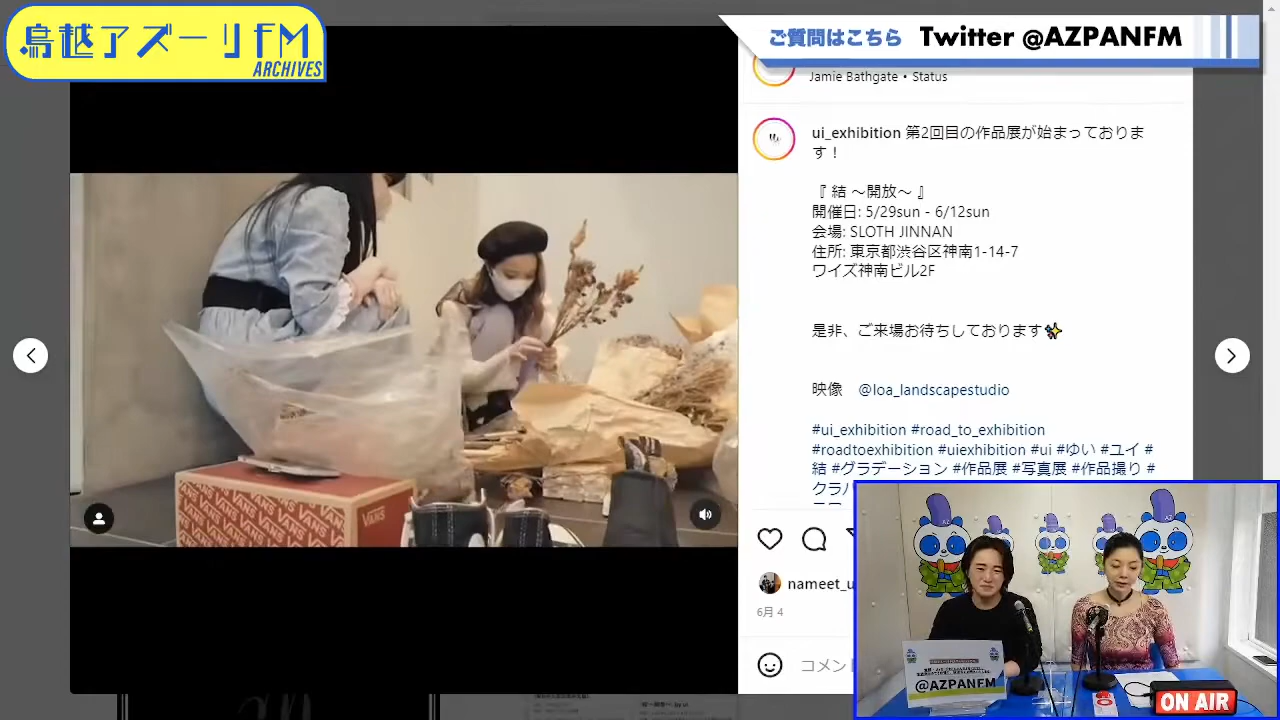 鳥越アズーリFM
ARCHIVES
ご質問はこちら Twitter @AZPANFM
Jamie Bathgate • Status
ui_exhibition 第2回目の作品展が始まっておりま
す！
『 結 〜開放〜 』
開催日: 5/29sun - 6/12sun
会場: SLOTH JINNAN
住所: 東京都渋谷区神南1-14-7
ワイズ神南ビル2F
是非、ご来場お待ちしております✨
映像　@loa_landscapestudio
#ui_exhibition #road_to_exhibition
#roadtoexhibition #uiexhibition #ui #ゆい #ユイ #
結 #グラデーション #作品展 #写真展 #作品撮り #
nameet_u
6月 4
コメント
VANS
@AZPANFM
ON AIR